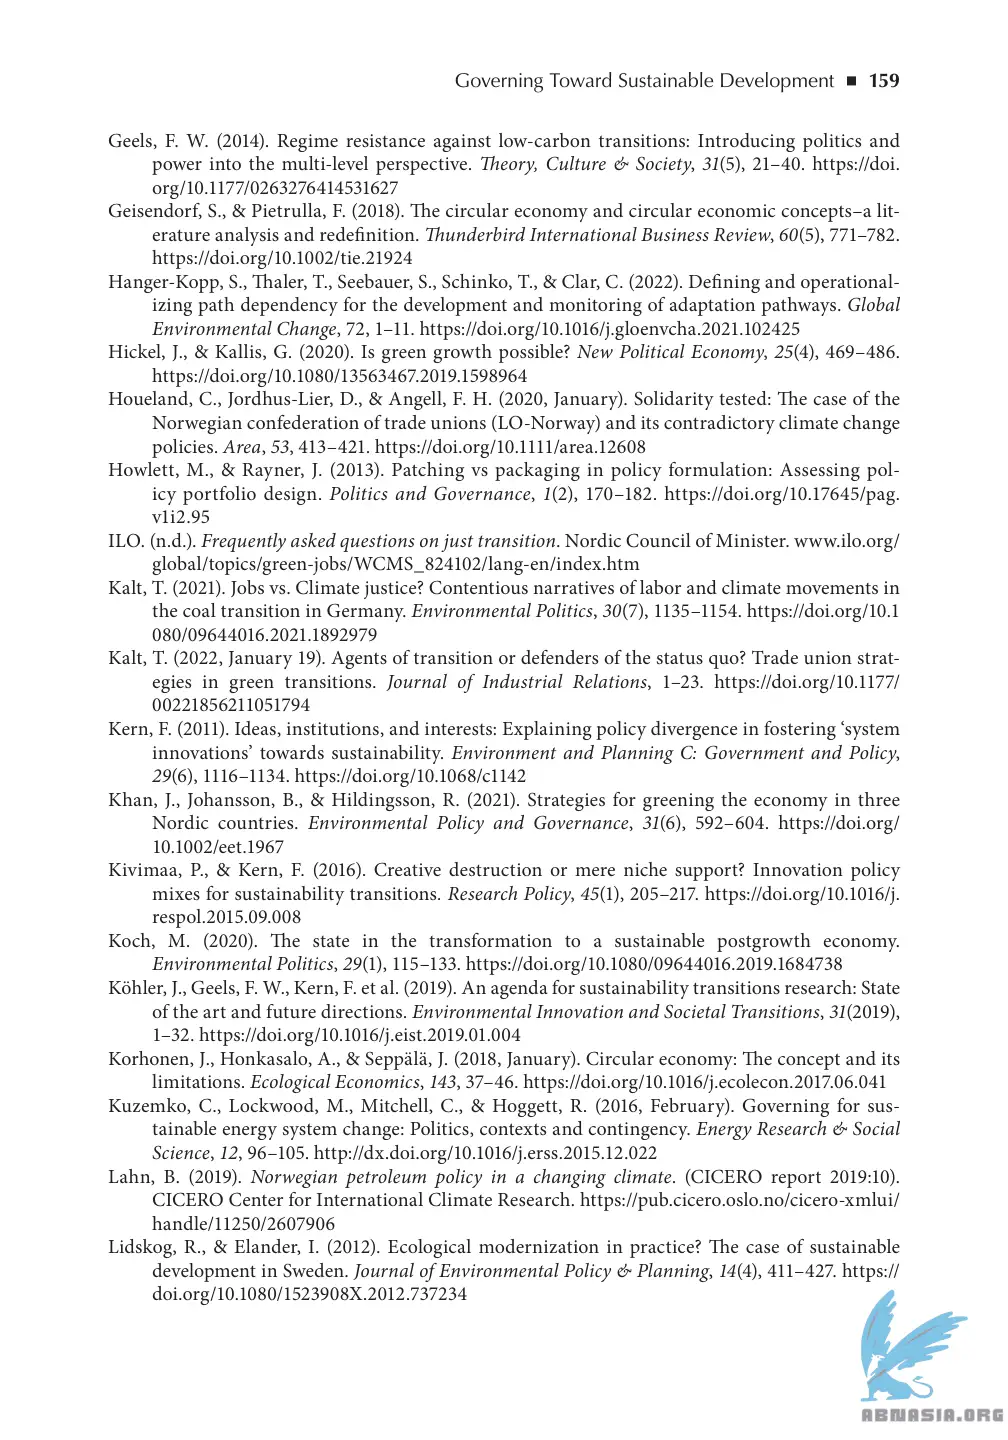 Governing Toward Sustainable Development ■ 159
Geels, F. W. (2014). Regime resistance against low-carbon transitions: Introducing politics and
power into the multi-level perspective. Theory, Culture & Society, 31(5), 21–40. https://doi.
org/10.1177/0263276414531627
Geisendorf, S., & Pietrulla, F. (2018). The circular economy and circular economic concepts–a lit-
erature analysis and redefinition. Thunderbird International Business Review, 60(5), 771–782.
https://doi.org/10.1002/tie.21924
Hanger-Kopp, S., Thaler, T., Seebauer, S., Schinko, T., & Clar, C. (2022). Defining and operational-
izing path dependency for the development and monitoring of adaptation pathways. Global
Environmental Change, 72, 1–11. https://doi.org/10.1016/j.gloenvcha.2021.102425
Hickel, J., & Kallis, G. (2020). Is green growth possible? New Political Economy, 25(4), 469–486.
https://doi.org/10.1080/13563467.2019.1598964
Houeland, C., Jordhus-Lier, D., & Angell, F. H. (2020, January). Solidarity tested: The case of the
Norwegian confederation of trade unions (LO-Norway) and its contradictory climate change
policies. Area, 53, 413–421. https://doi.org/10.1111/area.12608
Howlett, M., & Rayner, J. (2013). Patching vs packaging in policy formulation: Assessing pol-
icy portfolio design. Politics and Governance, 1(2), 170–182. https://doi.org/10.17645/pag.
v1i2.95
ILO. (n.d.). Frequently asked questions on just transition. Nordic Council of Minister. www.ilo.org/
global/topics/green-jobs/WCMS_824102/lang-en/index.htm
Kalt, T. (2021). Jobs vs. Climate justice? Contentious narratives of labor and climate movements in
the coal transition in Germany. Environmental Politics, 30(7), 1135–1154. https://doi.org/10.1
080/09644016.2021.1892979
Kalt, T. (2022, January 19). Agents of transition or defenders of the status quo? Trade union strat-
egies in green transitions. Journal of Industrial Relations, 1–23. https://doi.org/10.1177/
00221856211051794
Kern, F. (2011). Ideas, institutions, and interests: Explaining policy divergence in fostering ‘system
innovations’ towards sustainability. Environment and Planning C: Government and Policy,
29(6), 1116–1134. https://doi.org/10.1068/c1142
Khan, J., Johansson, B., & Hildingsson, R. (2021). Strategies for greening the economy in three
Nordic countries. Environmental Policy and Governance, 31(6), 592–604. https://doi.org/
10.1002/eet.1967
Kivimaa, P., & Kern, F. (2016). Creative destruction or mere niche support? Innovation policy
mixes for sustainability transitions. Research Policy, 45(1), 205–217. https://doi.org/10.1016/j.
respol.2015.09.008
Koch, M. (2020). The state in the transformation to a sustainable postgrowth economy.
Environmental Politics, 29(1), 115–133. https://doi.org/10.1080/09644016.2019.1684738
Köhler, J., Geels, F. W., Kern, F. et al. (2019). An agenda for sustainability transitions research: State
of the art and future directions. Environmental Innovation and Societal Transitions, 31(2019),
1–32. https://doi.org/10.1016/j.eist.2019.01.004
Korhonen, J., Honkasalo, A., & Seppälä, J. (2018, January). Circular economy: The concept and its
limitations. Ecological Economics, 143, 37–46. https://doi.org/10.1016/j.ecolecon.2017.06.041
Kuzemko, C., Lockwood, M., Mitchell, C., & Hoggett, R. (2016, February). Governing for sus-
tainable energy system change: Politics, contexts and contingency. Energy Research & Social
Science, 12, 96–105. http://dx.doi.org/10.1016/j.erss.2015.12.022
Lahn, B. (2019). Norwegian petroleum policy in a changing climate. (CICERO report 2019:10).
CICERO Center for International Climate Research. https://pub.cicero.oslo.no/cicero-xmlui/
handle/11250/2607906
Lidskog, R., & Elander, I. (2012). Ecological modernization in practice? The case of sustainable
development in Sweden. Journal of Environmental Policy & Planning, 14(4), 411–427. https://
doi.org/10.1080/1523908X.2012.737234
ABNASIA.ORG